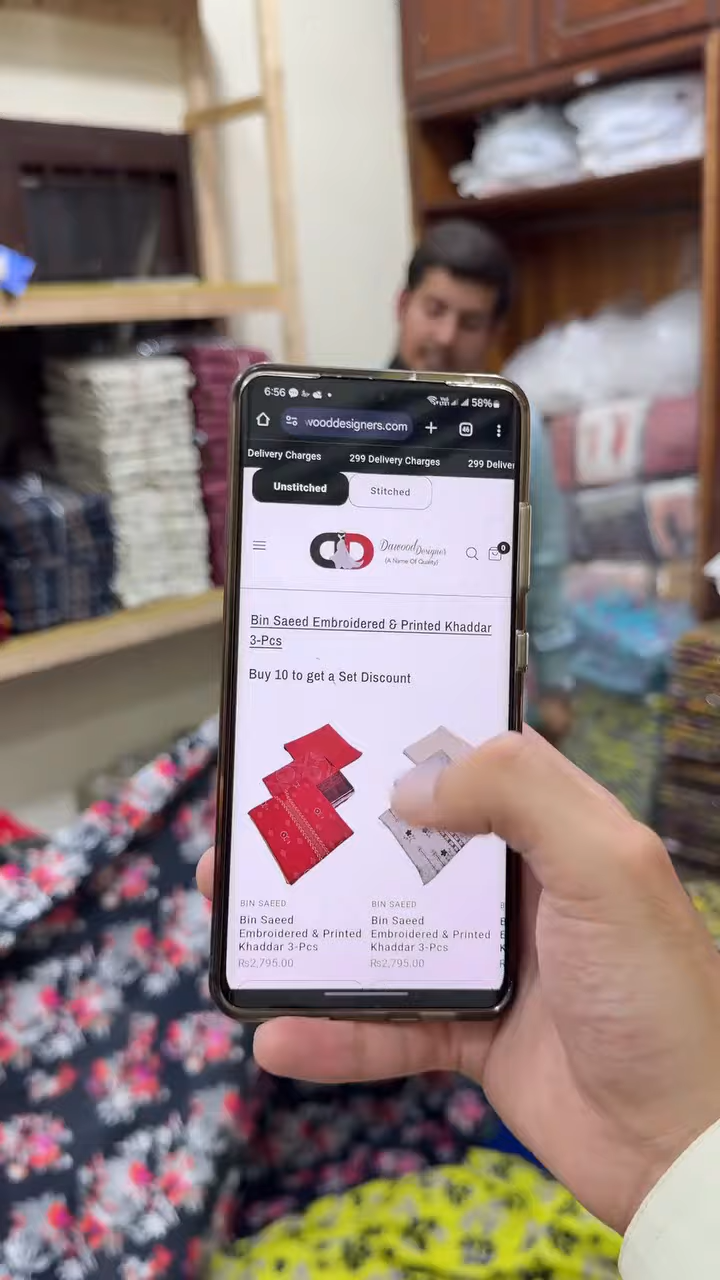 6:56
58%
wooddesigners.com
46
Delivery Charges 299 Delivery Charges 299 Deliver
Unstitched Stitched
Dawood Designer
(A Name Of Quality)
0
Bin Saeed Embroidered & Printed Khaddar
3-Pcs
Buy 10 to get a Set Discount
BIN SAEED
Bin Saeed
Embroidered & Printed
Khaddar 3-Pcs
Rs2,795.00
BIN SAEED
Bin Saeed
Embroidered & Printed
Khaddar 3-Pcs
Rs2,795.00